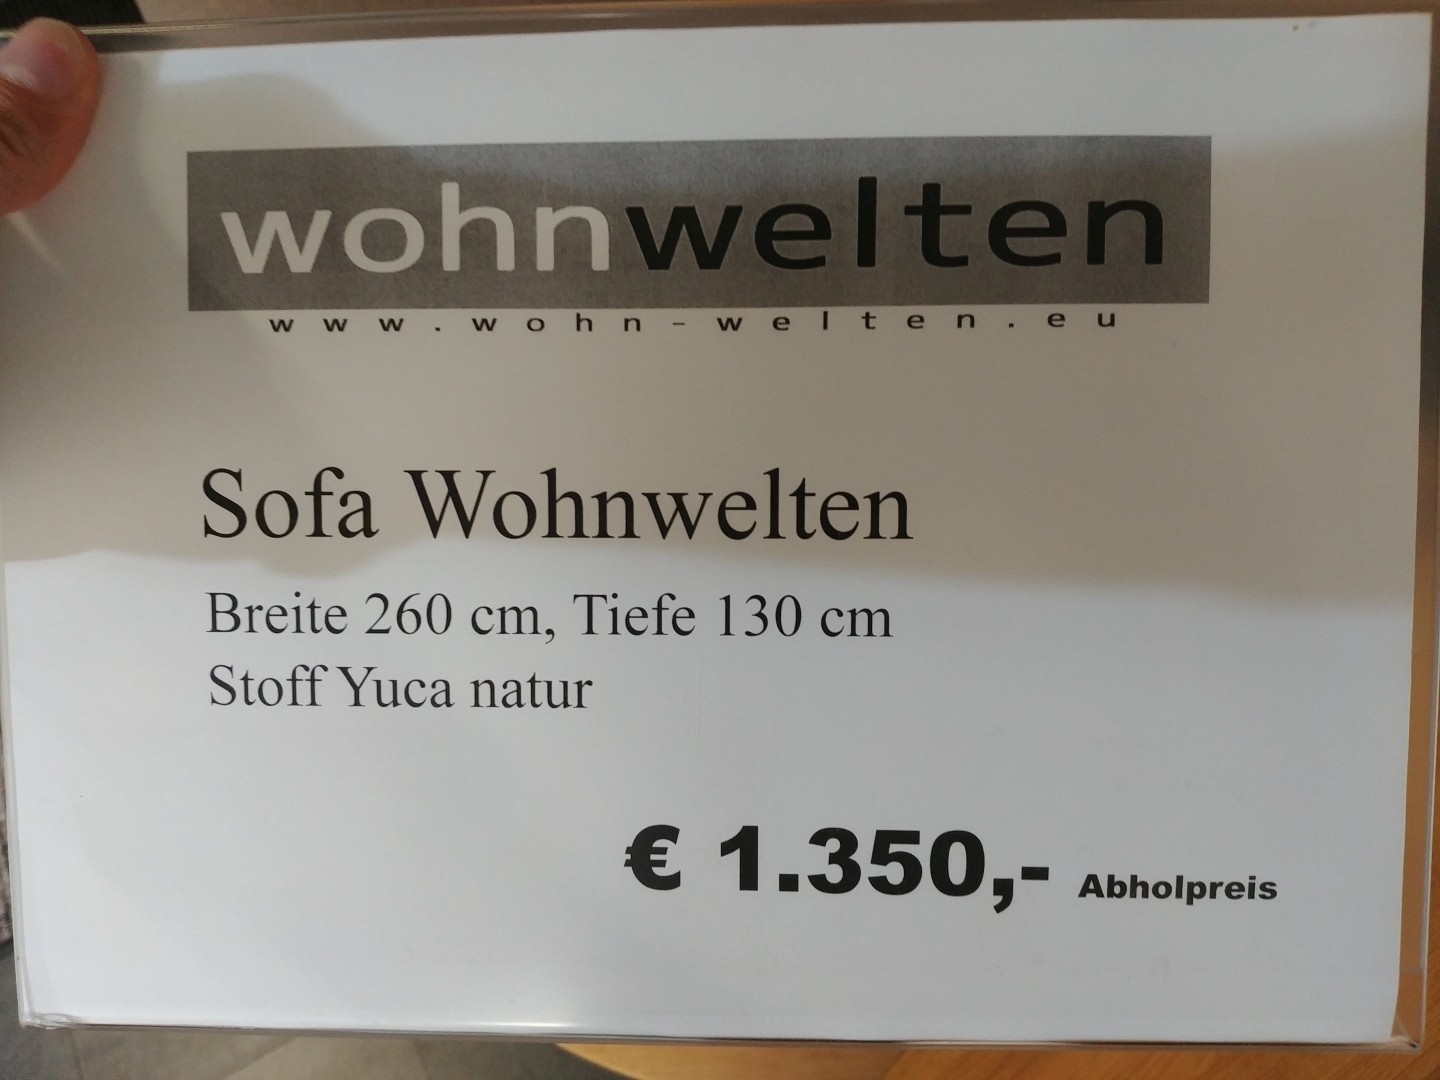 wohnwelten
www.wohn-welten.eu
Sofa Wohnwelten
Breite 260 cm, Tiefe 130 cm
Stoff Yuca natur
€ 1.350,- Abholpreis